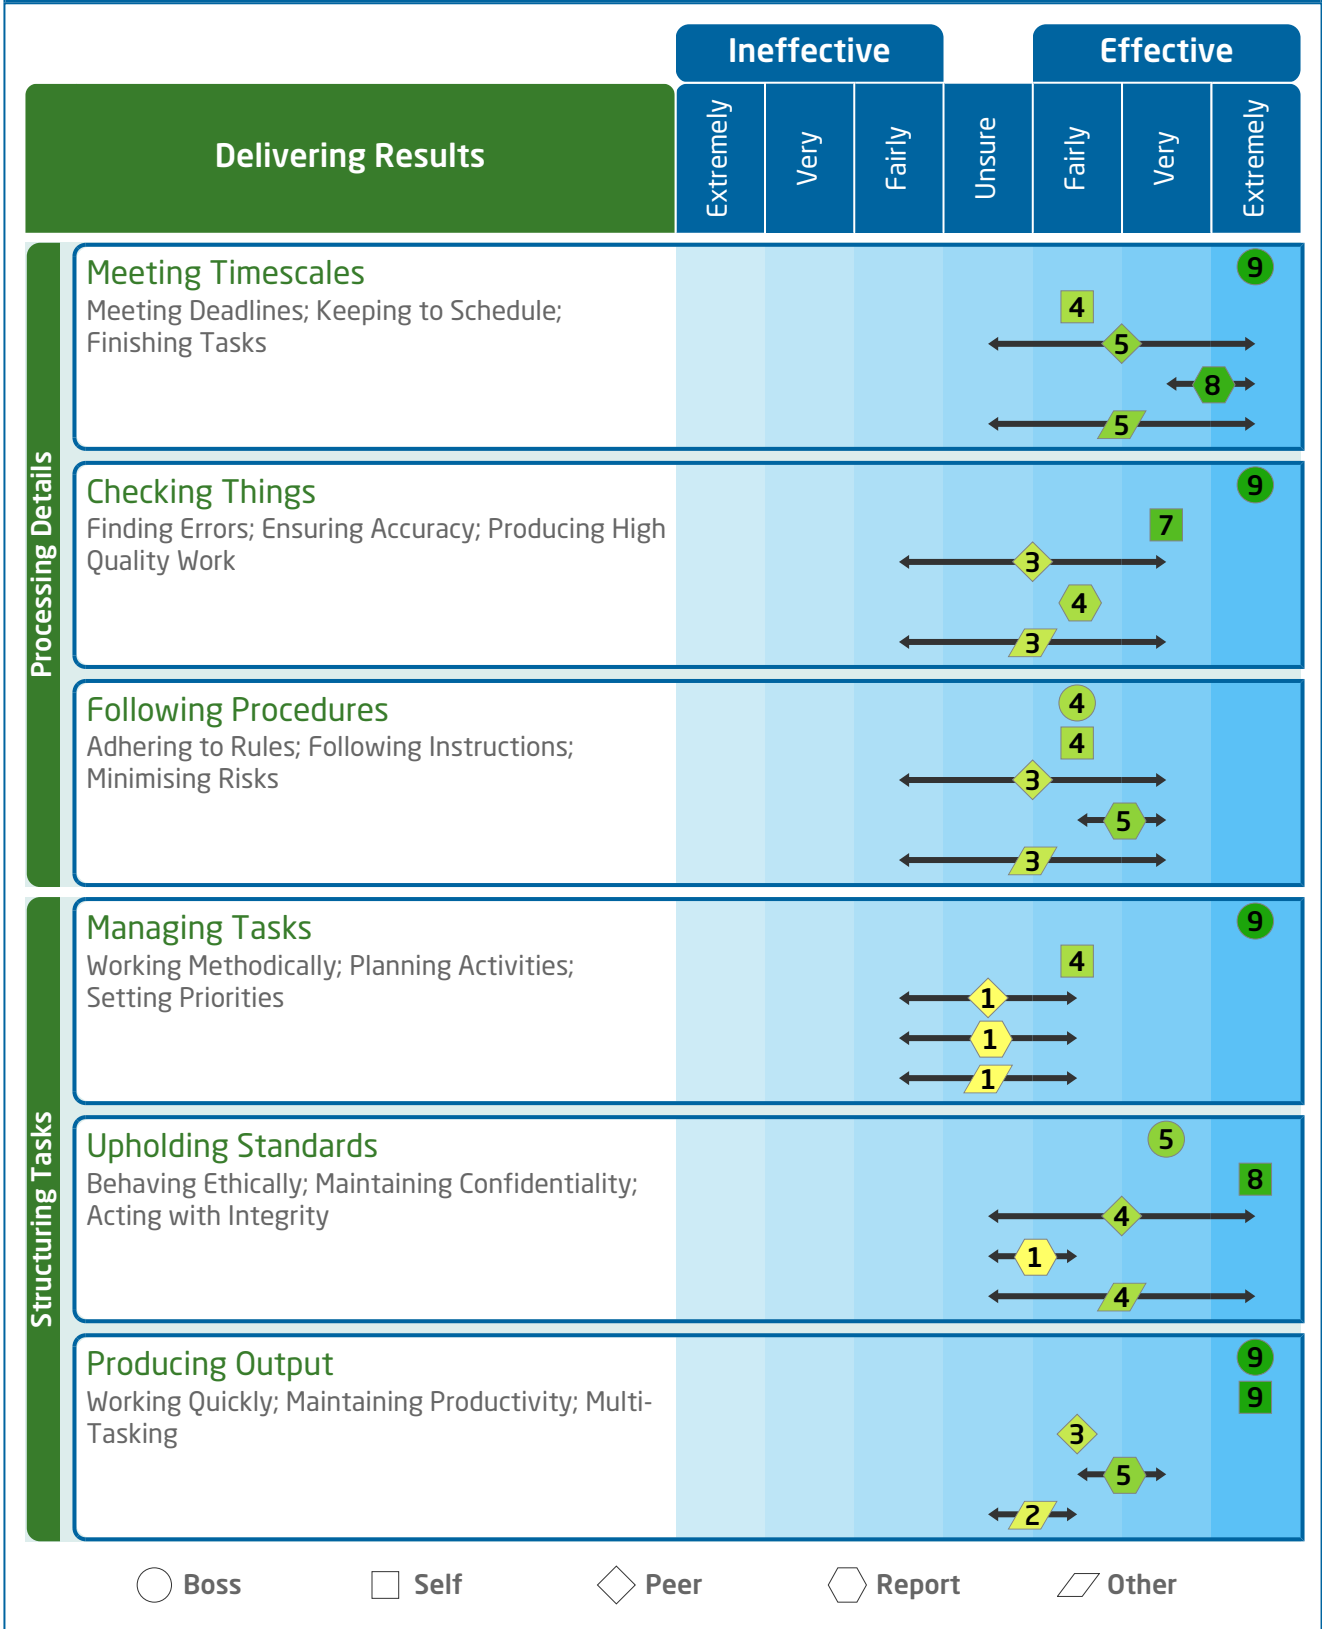 Ineffective
Effective
Delivering Results
Extremely
Very
Fairly
Unsure
Fairly
Very
Extremely
Processing Details
Meeting Timescales
Meeting Deadlines; Keeping to Schedule;
Finishing Tasks
9
4
5
8
5
Checking Things
Finding Errors; Ensuring Accuracy; Producing High
Quality Work
9
7
3
4
3
Following Procedures
Adhering to Rules; Following Instructions;
Minimising Risks
4
4
3
5
3
Structuring Tasks
Managing Tasks
Working Methodically; Planning Activities;
Setting Priorities
9
4
1
1
1
Upholding Standards
Behaving Ethically; Maintaining Confidentiality;
Acting with Integrity
5
8
4
1
4
Producing Output
Working Quickly; Maintaining Productivity; Multi-
Tasking
9
9
3
5
2
Boss
Self
Peer
Report
Other